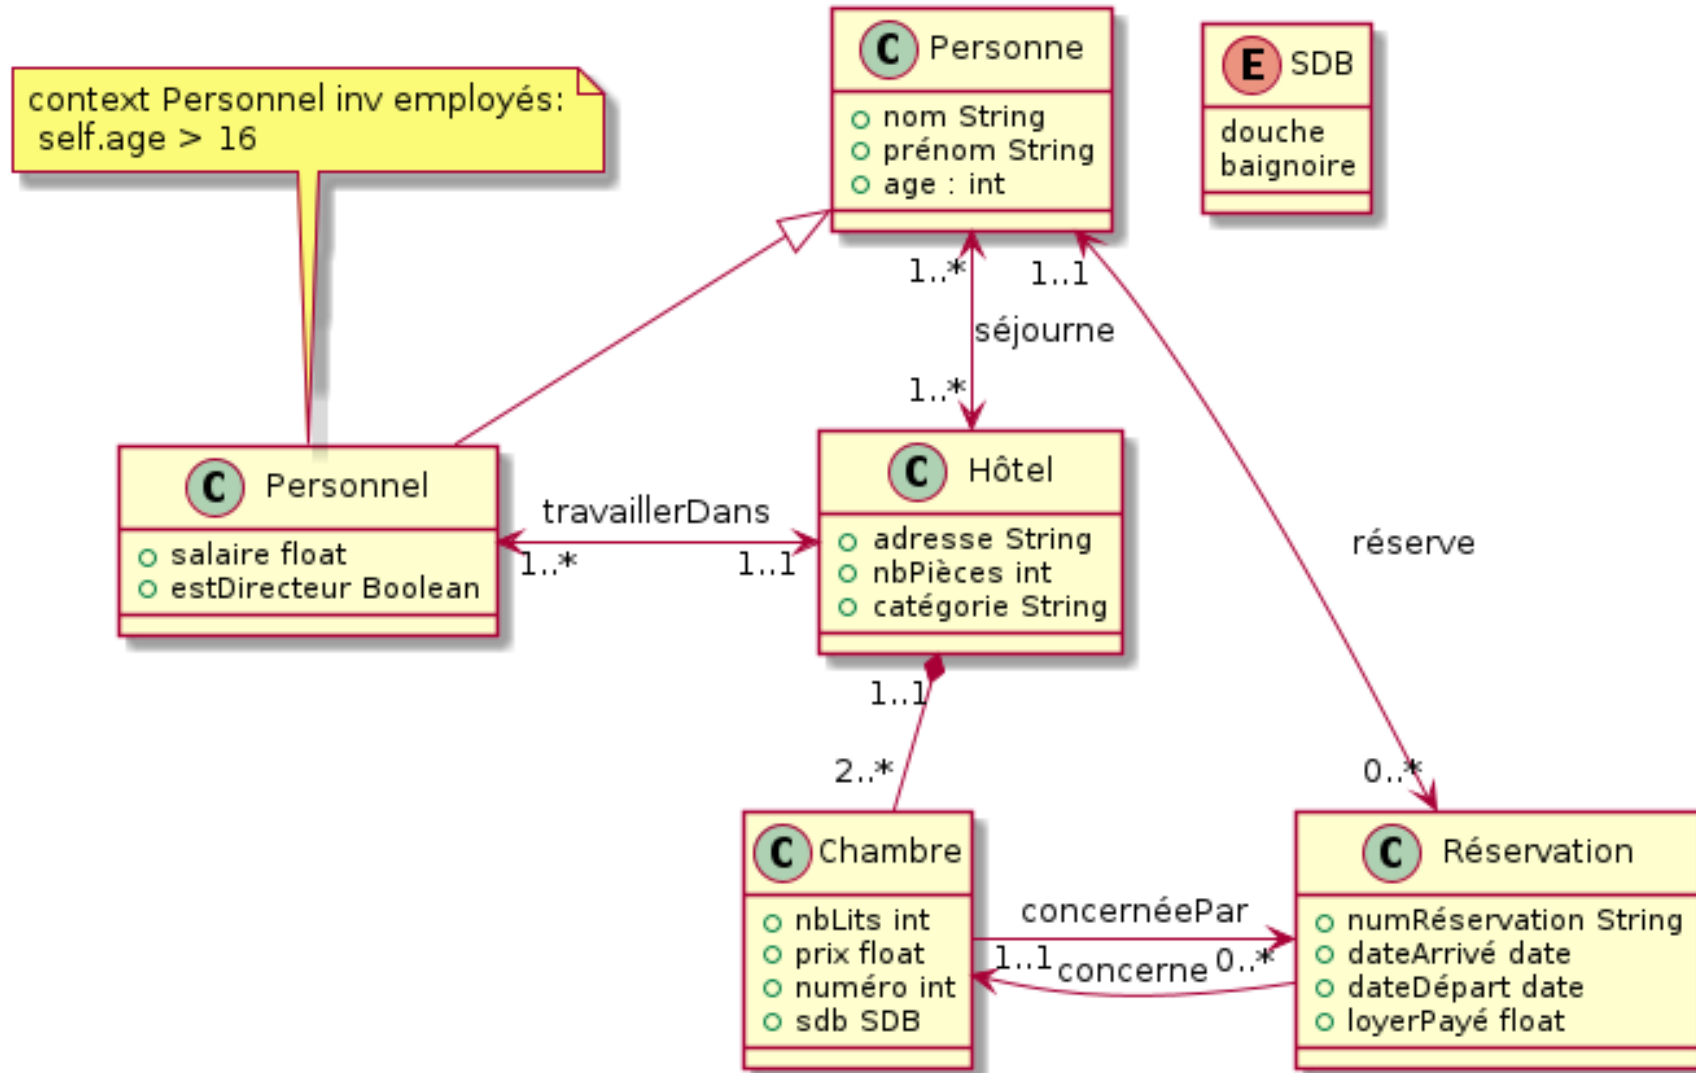 C Personne
nom String
prénom String
age : int
E SDB
douche
baignoire
context Personnel inv employés:
self.age > 16
1..*
1..1
séjourne
1..*
C Personnel
salaire float
estDirecteur Boolean
travaillerDans
1..*
1..1
C Hôtel
adresse String
nbPièces int
catégorie String
réserve
1..1
2..*
0..*
C Chambre
nbLits int
prix float
numéro int
sdb SDB
concernéePar
1..1
concerne
0..*
C Réservation
numRéservation String
dateArrivé date
dateDépart date
loyerPayé float